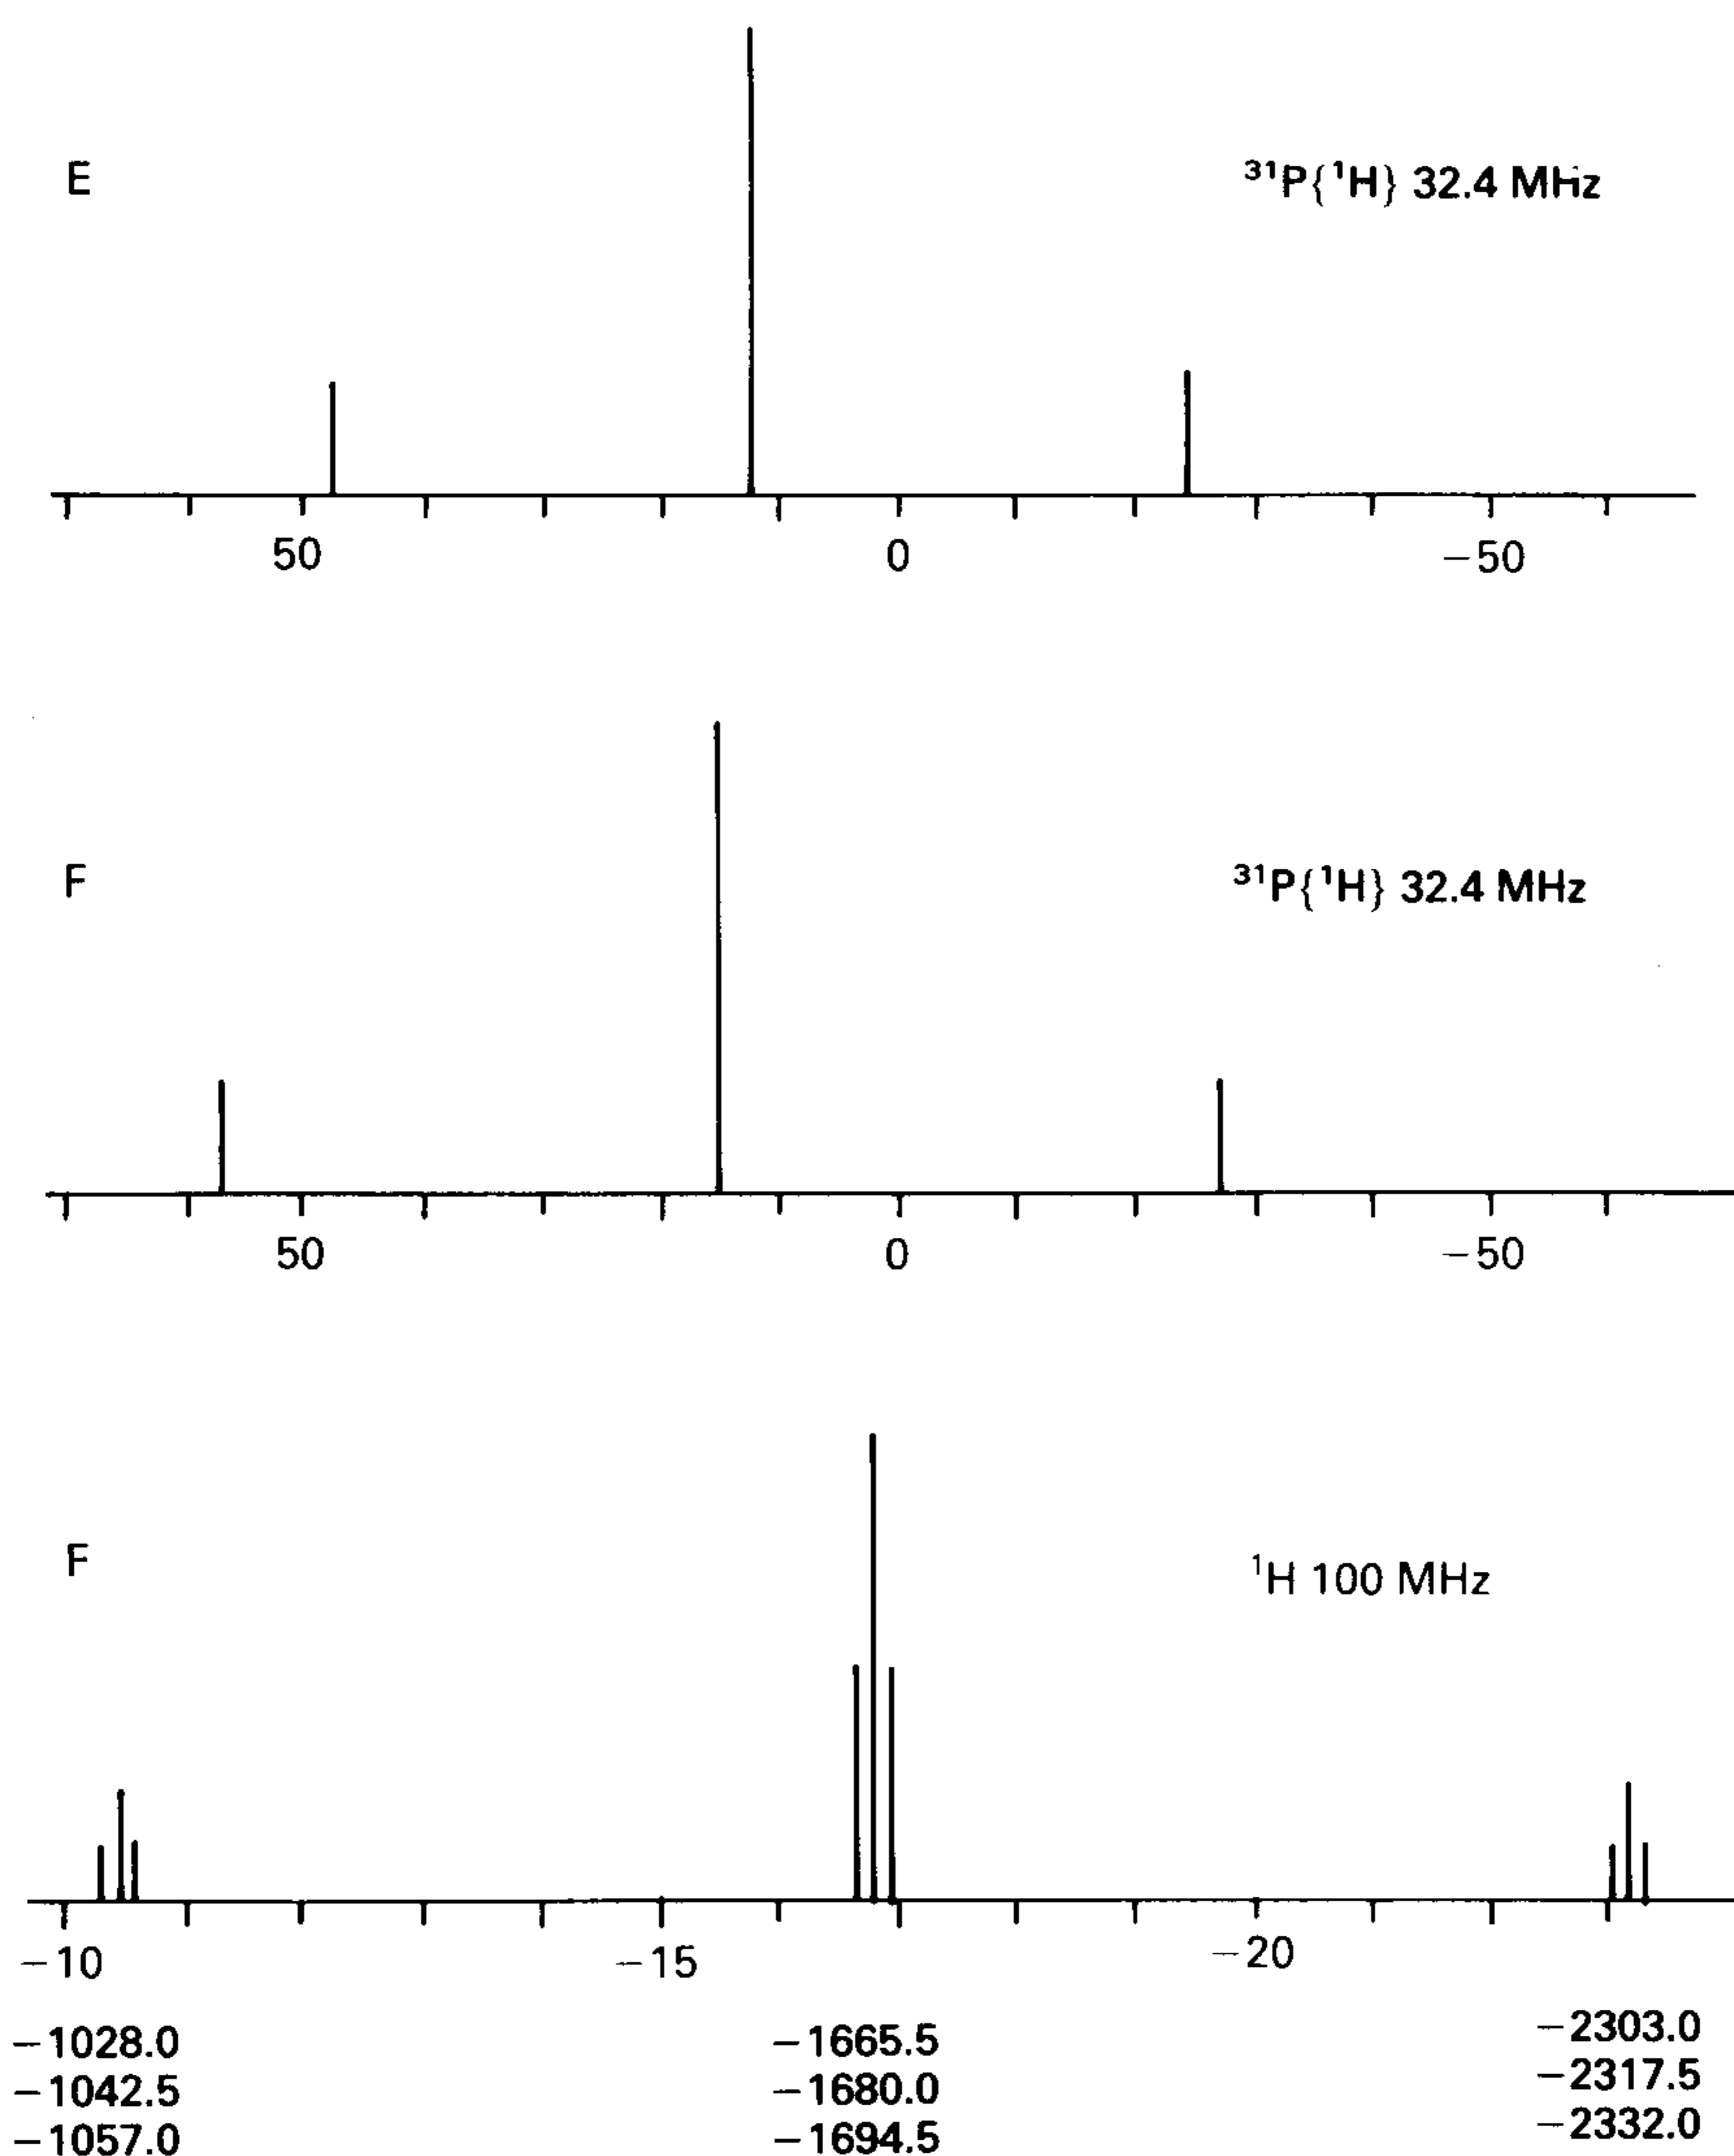 E
³¹P{¹H} 32.4 MHz
50 0 −50
F
³¹P{¹H} 32.4 MHz
50 0 −50
F
¹H 100 MHz
−10 −15 −20
−1028.0 −1665.5 −2303.0
−1042.5 −1680.0 −2317.5
−1057.0 −1694.5 −2332.0